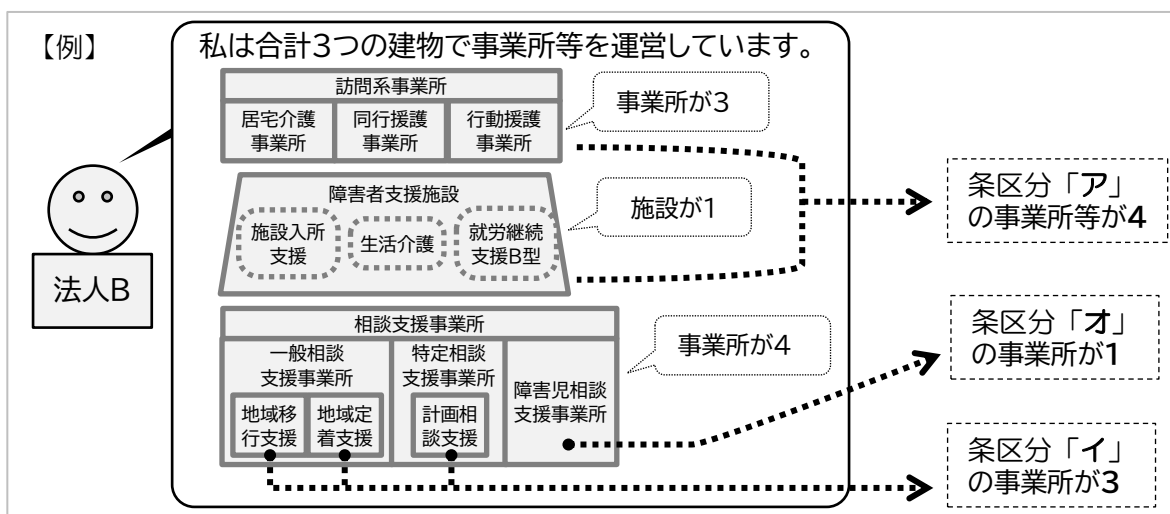 【例】
私は合計3つの建物で事業所等を運営しています。
訪問系事業所
居宅介護
事業所
同行援護
事業所
行動援護
事業所
事業所が3
障害者支援施設
施設入所
支援
生活介護
就労継続
支援B型
施設が1
条区分「ア」
の事業所等が4
法人B
相談支援事業所
一般相談
支援事業所
地域移
行支援
地域定
着支援
特定相談
支援事業所
計画相
談支援
障害児相談
支援事業所
事業所が4
条区分「オ」
の事業所が1
条区分「イ」
の事業所が3